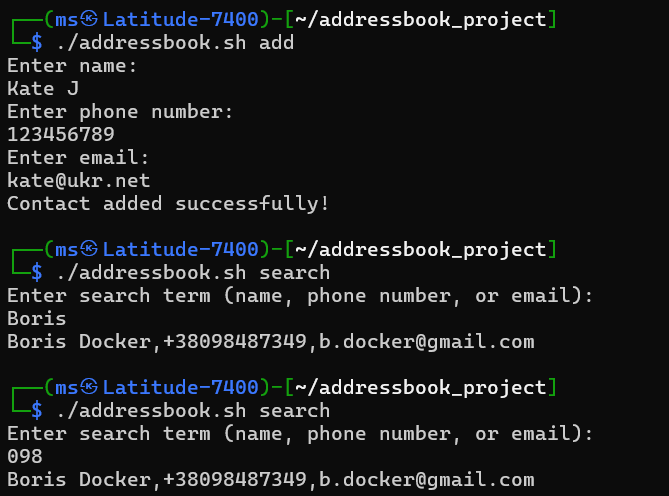 ┌──(ms㉿Latitude-7400)-[~/addressbook_project]
└─$ ./addressbook.sh add
Enter name:
Kate J
Enter phone number:
123456789
Enter email:
kate@ukr.net
Contact added successfully!
┌──(ms㉿Latitude-7400)-[~/addressbook_project]
└─$ ./addressbook.sh search
Enter search term (name, phone number, or email):
Boris
Boris Docker,+38098487349,b.docker@gmail.com
┌──(ms㉿Latitude-7400)-[~/addressbook_project]
└─$ ./addressbook.sh search
Enter search term (name, phone number, or email):
098
Boris Docker,+38098487349,b.docker@gmail.com